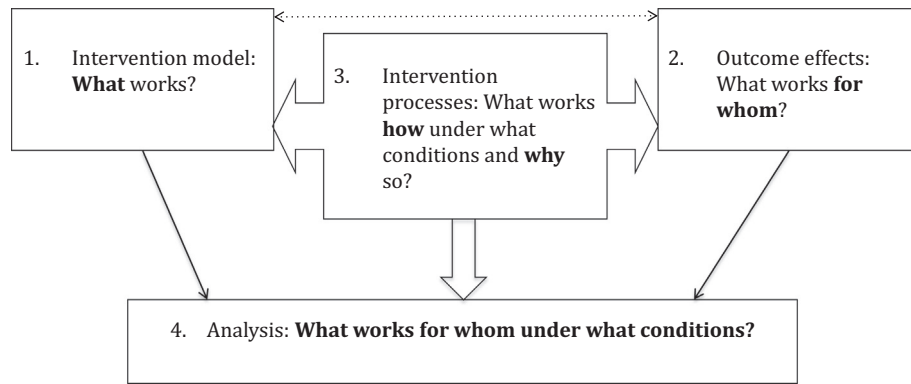 1. Intervention model:
What works?
2. Outcome effects:
What works for
whom?
3. Intervention
processes: What works
how under what
conditions and why
so?
4. Analysis: What works for whom under what conditions?